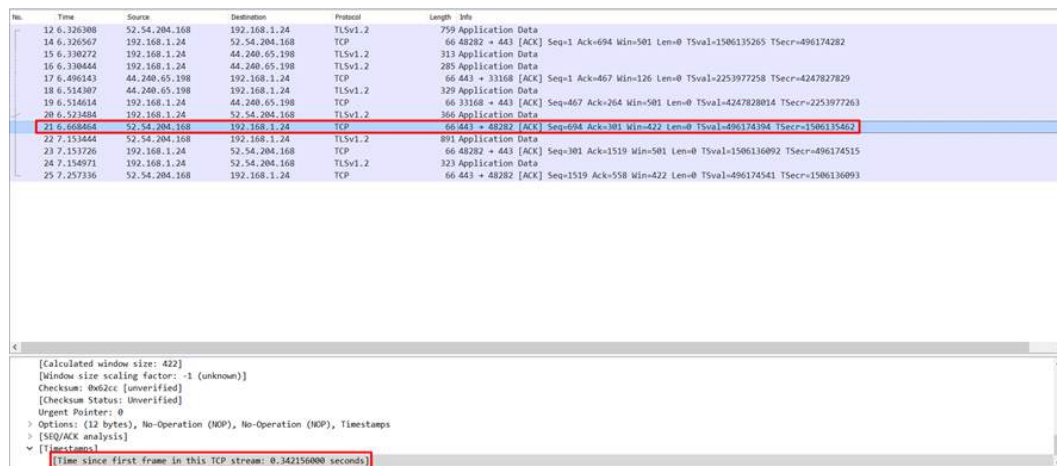 No. Time Source Destination Protocol Length Info
12 6.326308 52.54.204.168 192.168.1.24 TLSv1.2 759 Application Data
14 6.326567 192.168.1.24 52.54.204.168 TCP 66 48282 → 443 [ACK] Seq=1 Ack=694 Win=501 Len=0 TSval=1506135265 TSecr=496174282
15 6.330272 192.168.1.24 44.240.65.198 TLSv1.2 313 Application Data
16 6.330444 192.168.1.24 44.240.65.198 TLSv1.2 285 Application Data
17 6.496143 44.240.65.198 192.168.1.24 TCP 66 443 → 33168 [ACK] Seq=1 Ack=467 Win=126 Len=0 TSval=2253977258 TSecr=4247827829
18 6.514307 44.240.65.198 192.168.1.24 TLSv1.2 329 Application Data
19 6.514614 192.168.1.24 44.240.65.198 TCP 66 33168 → 443 [ACK] Seq=467 Ack=264 Win=501 Len=0 TSval=4247828014 TSecr=2253977263
20 6.523484 192.168.1.24 52.54.204.168 TLSv1.2 366 Application Data
21 6.668464 52.54.204.168 192.168.1.24 TCP 66 443 → 48282 [ACK] Seq=694 Ack=301 Win=422 Len=0 TSval=496174394 TSecr=1506135462
22 7.153444 52.54.204.168 192.168.1.24 TLSv1.2 891 Application Data
23 7.153726 192.168.1.24 52.54.204.168 TCP 66 48282 → 443 [ACK] Seq=301 Ack=1519 Win=501 Len=0 TSval=1506136092 TSecr=496174515
24 7.154971 192.168.1.24 52.54.204.168 TLSv1.2 323 Application Data
25 7.257336 52.54.204.168 192.168.1.24 TCP 66 443 → 48282 [ACK] Seq=1519 Ack=558 Win=422 Len=0 TSval=496174541 TSecr=1506136093
[Calculated window size: 422]
[Window size scaling factor: -1 (unknown)]
Checksum: 0x62cc [unverified]
[Checksum Status: Unverified]
Urgent Pointer: 0
Options: (12 bytes), No-Operation (NOP), No-Operation (NOP), Timestamps
[SEQ/ACK analysis]
[Timestamps]
[Time since first frame in this TCP stream: 0.342156000 seconds]